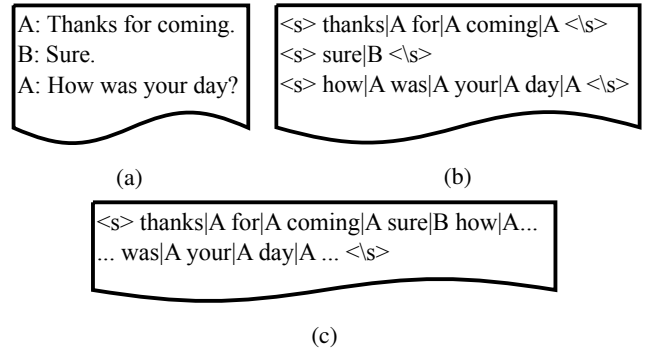 A: Thanks for coming.
B: Sure.
A: How was your day?
(a)
<s> thanks|A for|A coming|A <\s>
<s> sure|B <\s>
<s> how|A was|A your|A day|A <\s>
(b)
<s> thanks|A for|A coming|A sure|B how|A...
... was|A your|A day|A ... <\s>
(c)